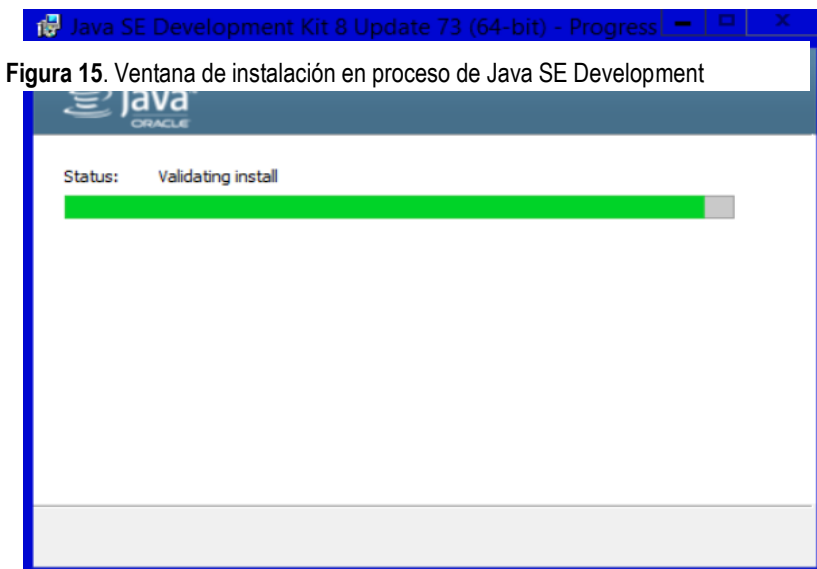 Java SE Development Kit 8 Update 73 (64-bit) - Progress
Figura 15. Ventana de instalación en proceso de Java SE Development
Java
ORACLE
Status: Validating install